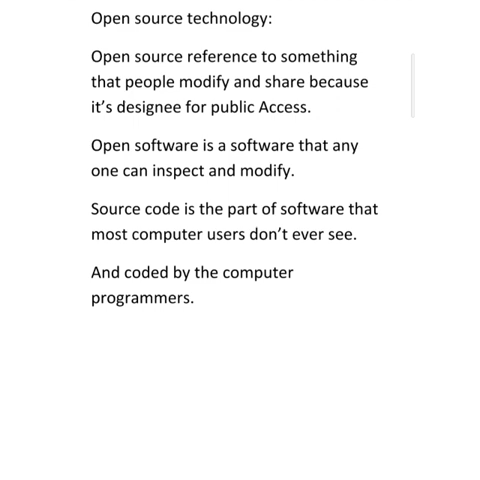 Open source technology:
Open source reference to something
that people modify and share because
it’s designee for public Access.
Open software is a software that any
one can inspect and modify.
Source code is the part of software that
most computer users don’t ever see.
And coded by the computer
programmers.